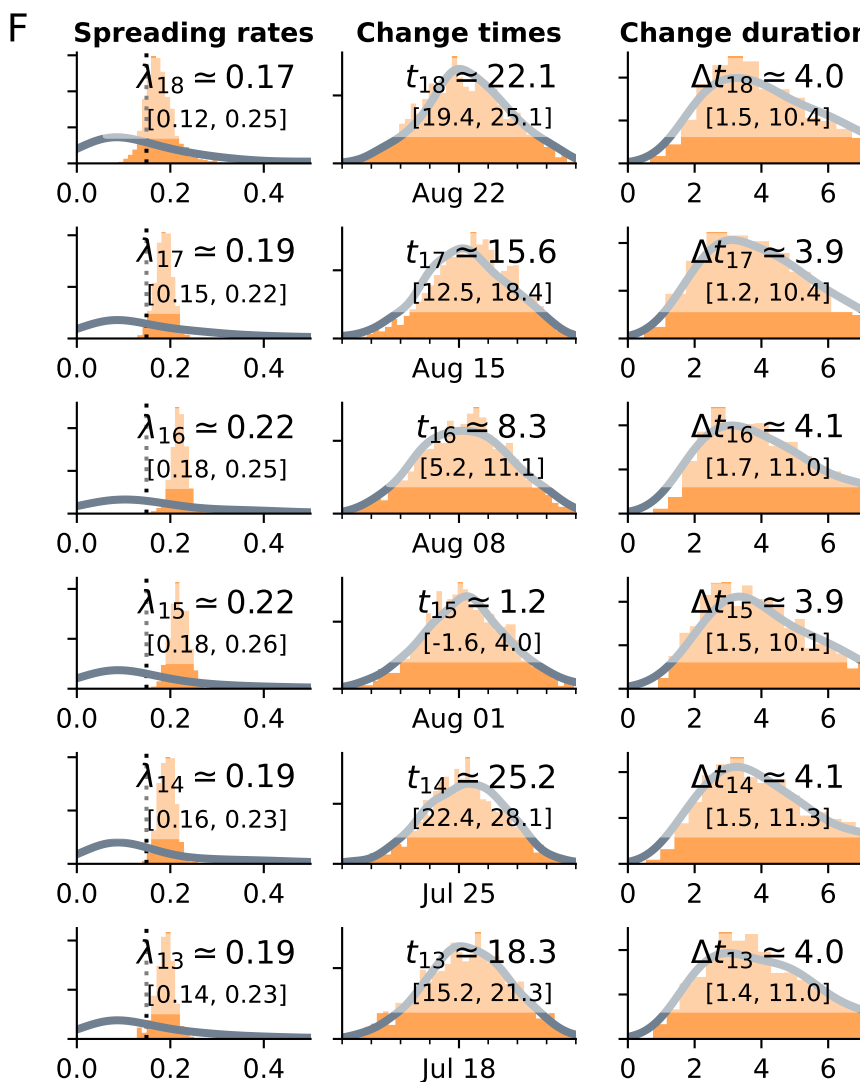 F
Spreading rates Change times Change duration
λ18 ≃ 0.17 t18 ≃ 22.1 Δt18 ≃ 4.0
[0.12, 0.25] [19.4, 25.1] [1.5, 10.4]
0.0 0.2 0.4 Aug 22 0 2 4 6
λ17 ≃ 0.19 t17 ≃ 15.6 Δt17 ≃ 3.9
[0.15, 0.22] [12.5, 18.4] [1.2, 10.4]
0.0 0.2 0.4 Aug 15 0 2 4 6
λ16 ≃ 0.22 t16 ≃ 8.3 Δt16 ≃ 4.1
[0.18, 0.25] [5.2, 11.1] [1.7, 11.0]
0.0 0.2 0.4 Aug 08 0 2 4 6
λ15 ≃ 0.22 t15 ≃ 1.2 Δt15 ≃ 3.9
[0.18, 0.26] [-1.6, 4.0] [1.5, 10.1]
0.0 0.2 0.4 Aug 01 0 2 4 6
λ14 ≃ 0.19 t14 ≃ 25.2 Δt14 ≃ 4.1
[0.16, 0.23] [22.4, 28.1] [1.5, 11.3]
0.0 0.2 0.4 Jul 25 0 2 4 6
λ13 ≃ 0.19 t13 ≃ 18.3 Δt13 ≃ 4.0
[0.14, 0.23] [15.2, 21.3] [1.4, 11.0]
0.0 0.2 0.4 Jul 18 0 2 4 6